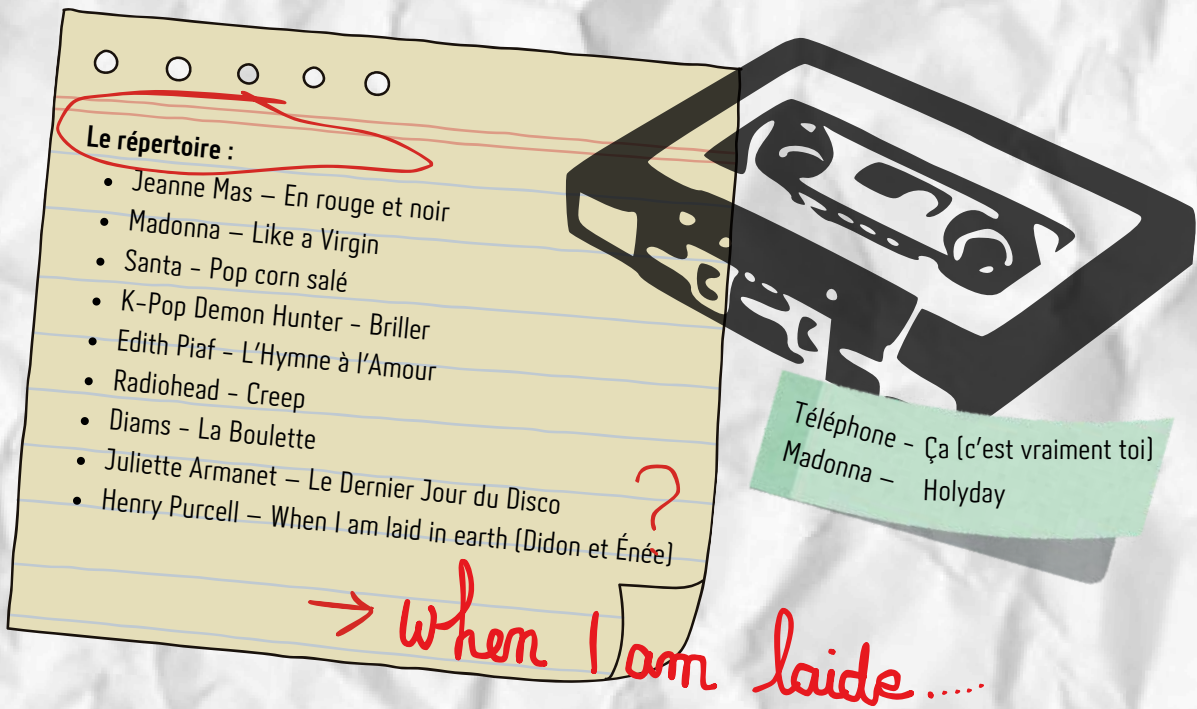 Le répertoire :
• Jeanne Mas – En rouge et noir
• Madonna – Like a Virgin
• Santa - Pop corn salé
• K-Pop Demon Hunter - Briller
• Edith Piaf - L'Hymne à l'Amour
• Radiohead - Creep
• Diams - La Boulette
• Juliette Armanet – Le Dernier Jour du Disco
• Henry Purcell – When I am laid in earth (Didon et Énée)
?
→ when I am laide.....
Téléphone - Ça (c'est vraiment toi)
Madonna – Holyday